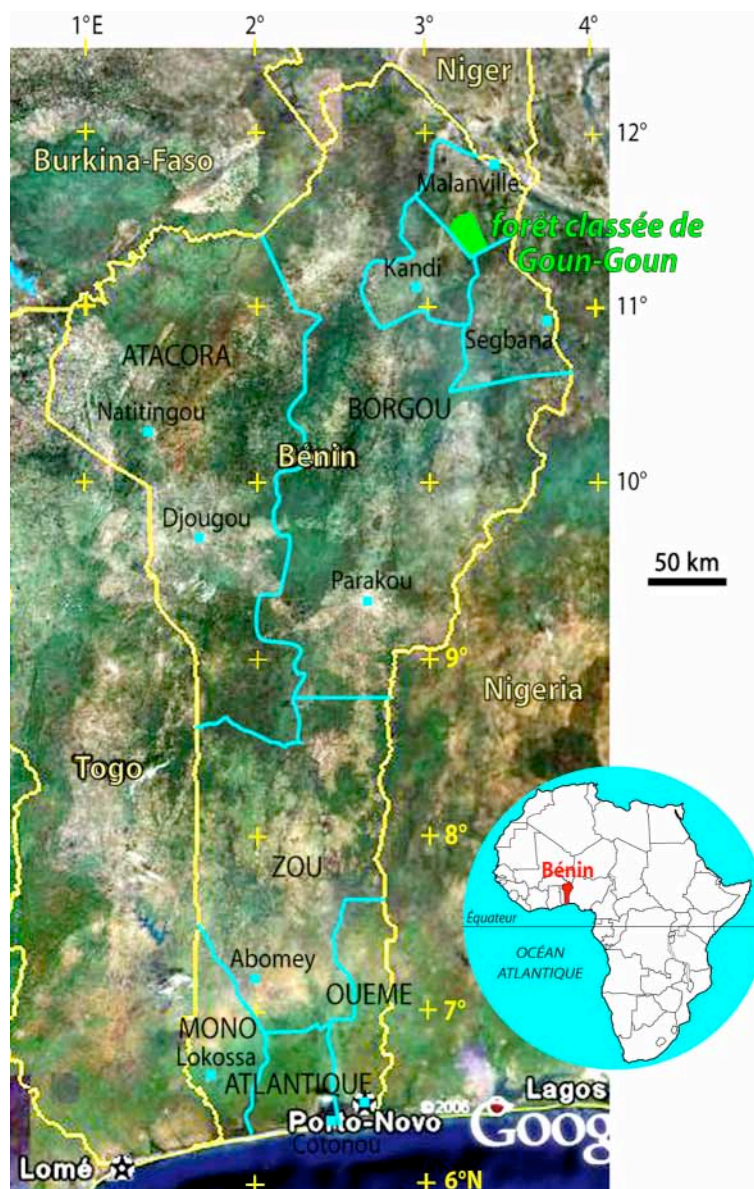 1°E 2° 3° 4°
Niger
12°
Burkina-Faso
Malanville
forêt classée de
Goun-Goun
Kandi
11°
Segbana
ATACORA
BORGOU
Natitingou
Bénin
10°
Djougou
50 km
Parakou
9°
Nigeria
Togo
8°
ZOU
Bénin
Équateur
OCÉAN
ATLANTIQUE
Abomey
OUEME
7°
MONO
Lokossa
ATLANTIQUE
Lagos
©2006 Goog
Porto-Novo
Cotonou
Lomé
6°N